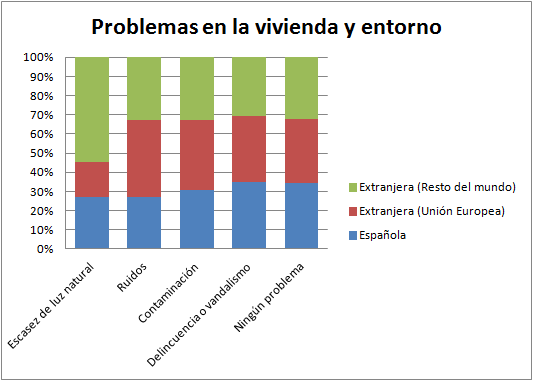 Problemas en la vivienda y entorno
100%
90%
80%
70%
60%
50%
40%
30%
20%
10%
0%
Escasez de luz natural
Ruidos
Contaminación
Delincuencia o vandalismo
Ningún problema
Extranjera (Resto del mundo)
Extranjera (Unión Europea)
Española